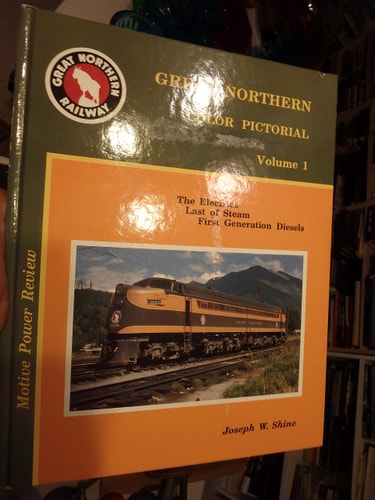 GREAT NORTHERN
RAILWAY
GREAT NORTHERN
COLOR PICTORIAL
Volume 1
The Electrics
Last of Steam
First Generation Diesels
Motive Power Review
Joseph W. Shine